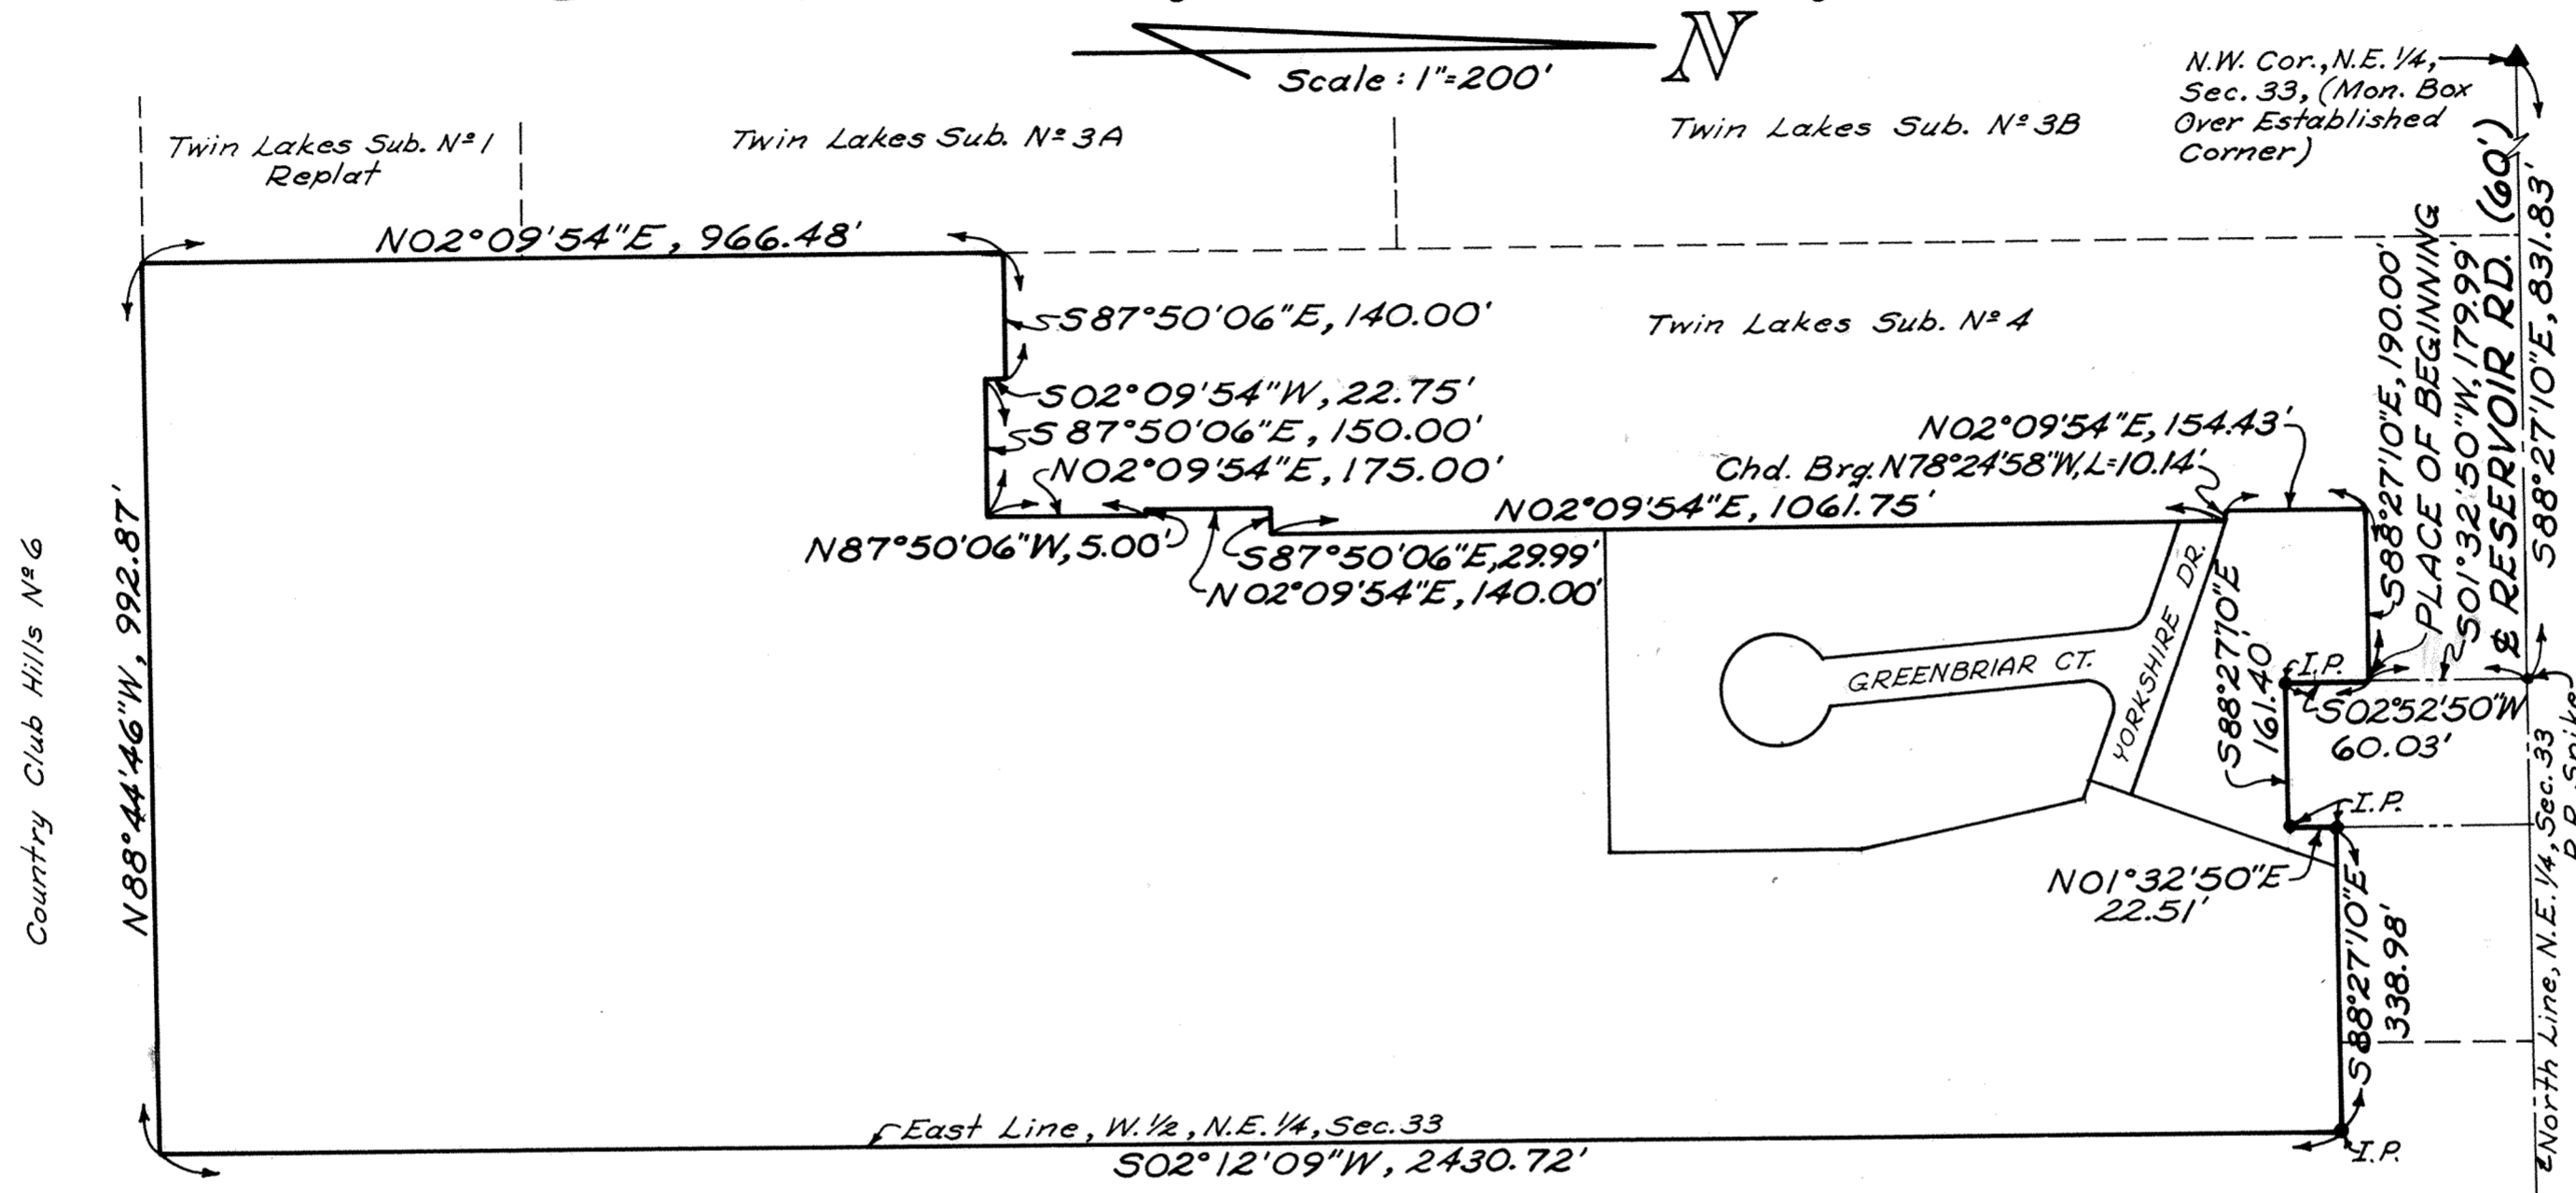 N
Scale : 1"=200'
N.W. Cor., N.E. 1/4,
Sec. 33, (Mon. Box
Over Established
Corner)
Twin Lakes Sub. Nº 1
Replat
Twin Lakes Sub. Nº 3A
Twin Lakes Sub. Nº 3B
N02°09'54"E, 966.48'
S87°50'06"E, 140.00'
Twin Lakes Sub. Nº 4
S02°09'54"W, 22.75'
S87°50'06"E, 150.00'
N02°09'54"E, 175.00'
N02°09'54"E, 154.43'
Chd. Brg. N78°24'58"W, L=10.14'
N02°09'54"E, 1061.75'
N87°50'06"W, 5.00'
S87°50'06"E, 29.99'
N02°09'54"E, 140.00'
S88°27'10"E, 190.00'
PLACE OF BEGINNING
S01°32'50"W, 179.99'
℄ RESERVOIR RD. (60')
S88°27'10"E, 831.83'
Country Club Hills Nº 6
N88°44'46"W, 992.87'
GREENBRIAR CT.
YORKSHIRE DR.
S88°27'10"E
161.40'
I.P.
S02°52'50"W
60.03'
I.P.
N01°32'50"E
22.51'
S88°27'10"E
338.98'
North Line, N.E. 1/4, Sec. 33
R.R. Spike
East Line, W. 1/2, N.E. 1/4, Sec. 33
S02°12'09"W, 2430.72'
I.P.